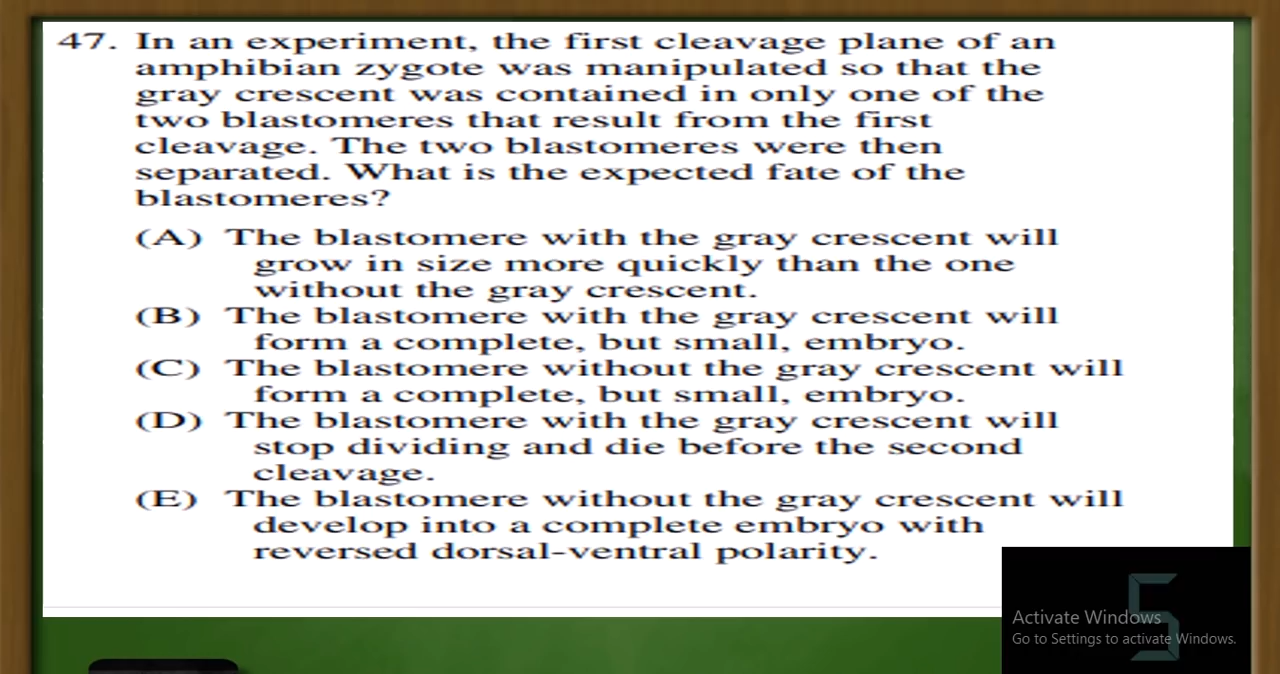 47. In an experiment, the first cleavage plane of an
amphibian zygote was manipulated so that the
gray crescent was contained in only one of the
two blastomeres that result from the first
cleavage. The two blastomeres were then
separated. What is the expected fate of the
blastomeres?
(A) The blastomere with the gray crescent will
grow in size more quickly than the one
without the gray crescent.
(B) The blastomere with the gray crescent will
form a complete, but small, embryo.
(C) The blastomere without the gray crescent will
form a complete, but small, embryo.
(D) The blastomere with the gray crescent will
stop dividing and die before the second
cleavage.
(E) The blastomere without the gray crescent will
develop into a complete embryo with
reversed dorsal-ventral polarity.
5
Activate Windows
Go to Settings to activate Windows.